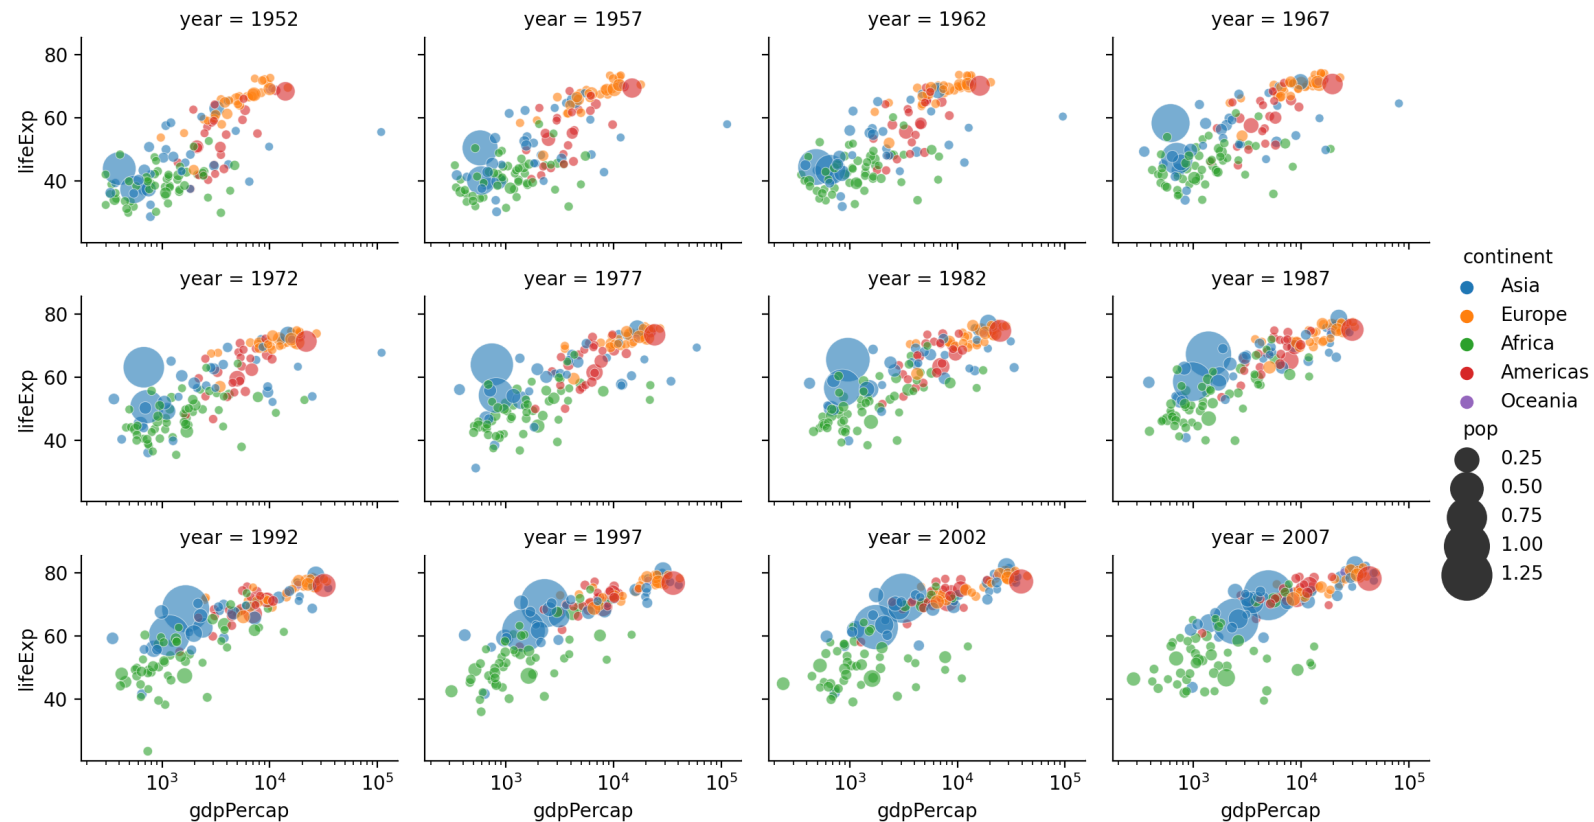 year = 1952
year = 1957
year = 1962
year = 1967
80
60
40
lifeExp
year = 1972
year = 1977
year = 1982
year = 1987
80
60
40
lifeExp
year = 1992
year = 1997
year = 2002
year = 2007
80
60
40
lifeExp
10³ 10⁴ 10⁵
10³ 10⁴ 10⁵
10³ 10⁴ 10⁵
10³ 10⁴ 10⁵
gdpPercap
gdpPercap
gdpPercap
gdpPercap
continent
Asia
Europe
Africa
Americas
Oceania
pop
0.25
0.50
0.75
1.00
1.25